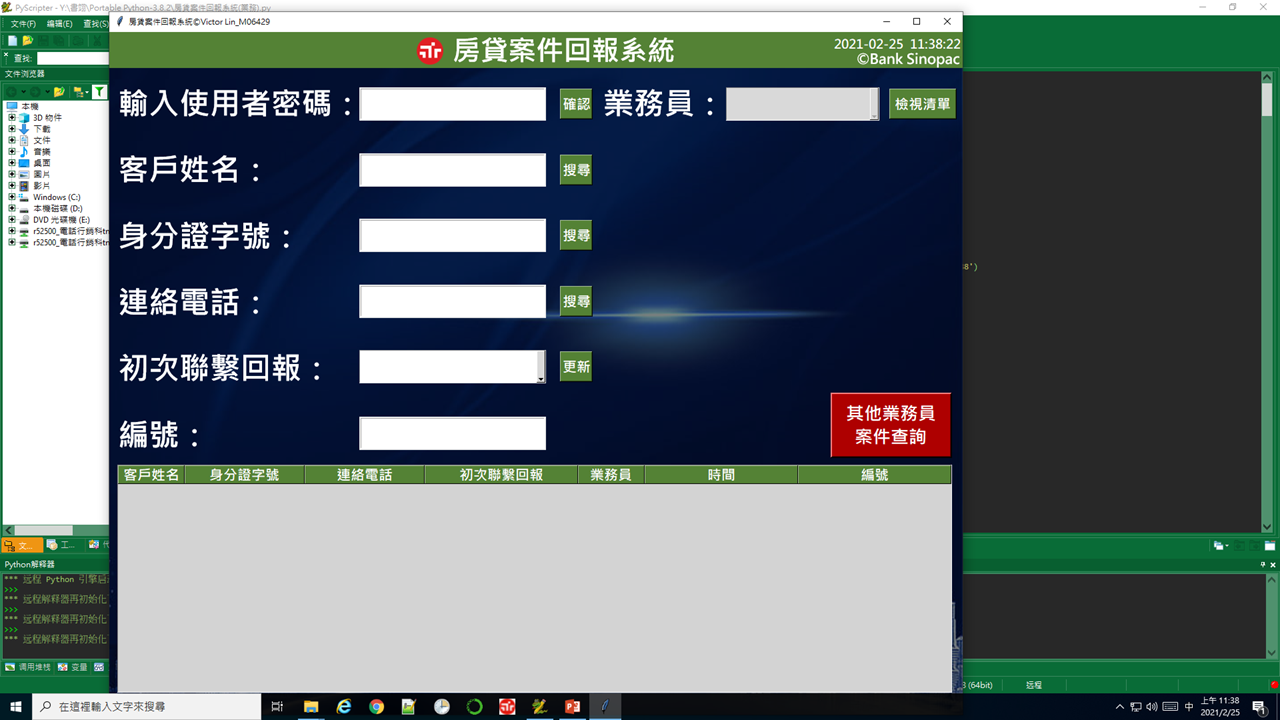 PyScripter - Y:\書館\Portable Python-3.8.2\房貸案件回報系統(業務).py
文件(F) 编辑(E) 查找(S)
查找:
文件浏览器
本機
3D 物件
下載
文件
音樂
桌面
圖片
影片
Windows (C:)
本機磁碟 (D:)
DVD 光碟機 (E:)
r52500_電話行銷科
r52500_電話行銷科
文...
工...
Python解释器
*** 远程 Python 引擎启
>>>
*** 远程解释器再初始化
>>>
*** 远程解释器再初始化
>>>
*** 远程解释器再初始化
调用堆栈 变量
房貸案件回報系統©Victor Lin_M06429
房貸案件回報系統
2021-02-25 11:38:22
©Bank Sinopac
輸入使用者密碼：
確認
業務員：
檢視清單
客戶姓名：
搜尋
身分證字號：
搜尋
連絡電話：
搜尋
初次聯繫回報：
更新
編號：
其他業務員
案件查詢
客戶姓名 身分證字號 連絡電話 初次聯繫回報 業務員 時間 編號
(64bit) 远程
在這裡輸入文字來搜尋
中
上午 11:38
2021/2/25